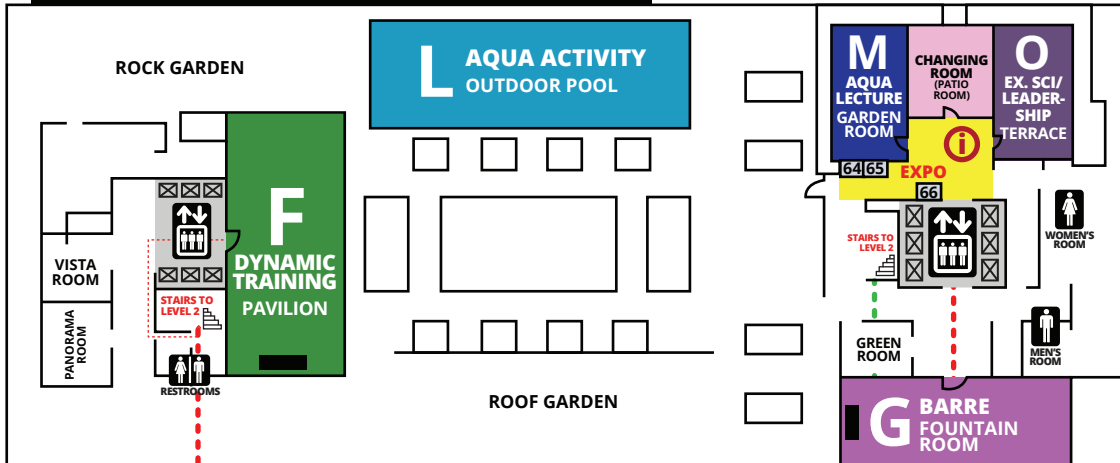 ROCK GARDEN
L
AQUA ACTIVITY
OUTDOOR POOL
M
AQUA
LECTURE
GARDEN
ROOM
CHANGING
ROOM
(PATIO
ROOM)
O
EX. SCI/
LEADER-
SHIP
TERRACE
i
64 65
EXPO
66
F
DYNAMIC
TRAINING
PAVILION
VISTA
ROOM
STAIRS TO
LEVEL 2
PANORAMA
ROOM
RESTROOMS
STAIRS TO
LEVEL 2
WOMEN'S
ROOM
GREEN
ROOM
MEN'S
ROOM
ROOF GARDEN
G
BARRE
FOUNTAIN
ROOM